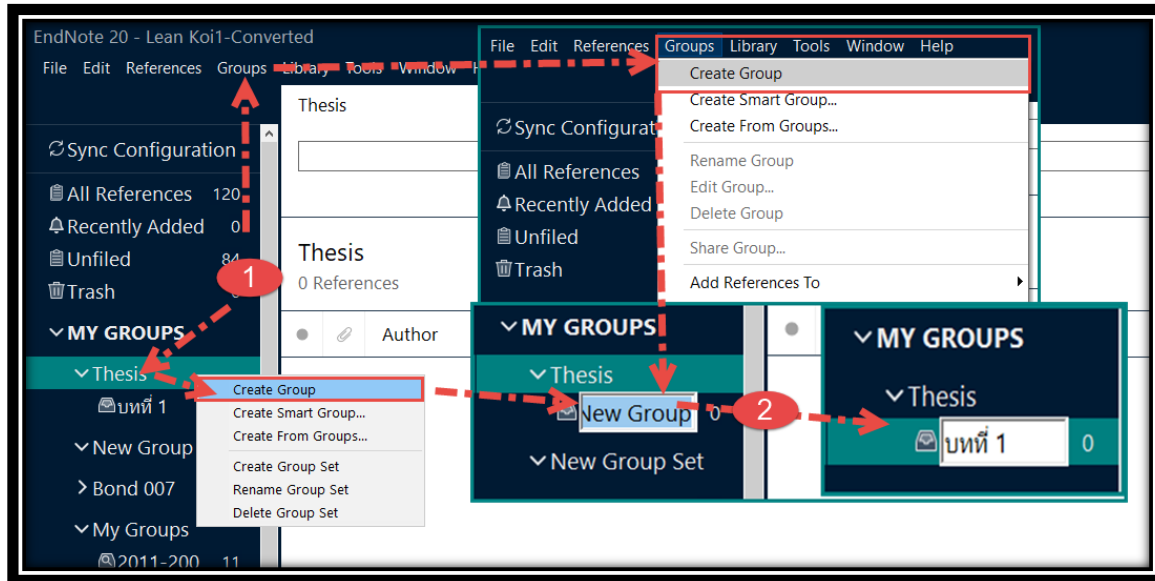 EndNote 20 - Lean Koi1-Converted
File Edit References Groups Library Tools Window
Sync Configuration
All References 120
Recently Added 0
Unfiled 84
Trash
MY GROUPS
Thesis
บทที่ 1
New Group
Bond 007
My Groups
2011-200 11
Thesis
Thesis
0 References
Author
1
Create Group
Create Smart Group...
Create From Groups...
Create Group Set
Rename Group Set
Delete Group Set
File Edit References Groups Library Tools Window Help
Sync Configurat
All References
Recently Added
Unfiled
Trash
Create Group
Create Smart Group...
Create From Groups...
Rename Group
Edit Group...
Delete Group
Share Group...
Add References To
MY GROUPS
Thesis
New Group 0
New Group Set
2
MY GROUPS
Thesis
บทที่ 1 0